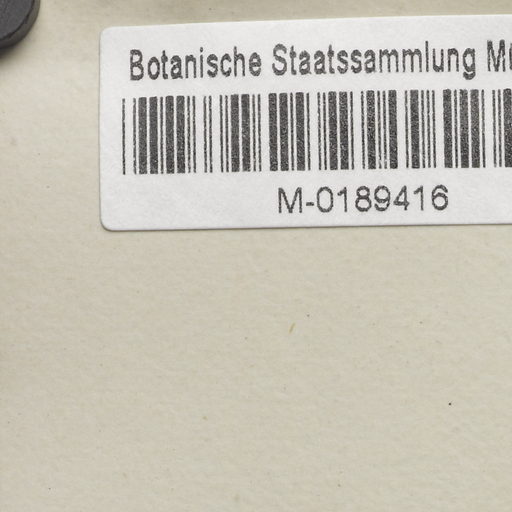 Botanische Staatssammlung
M-0189416